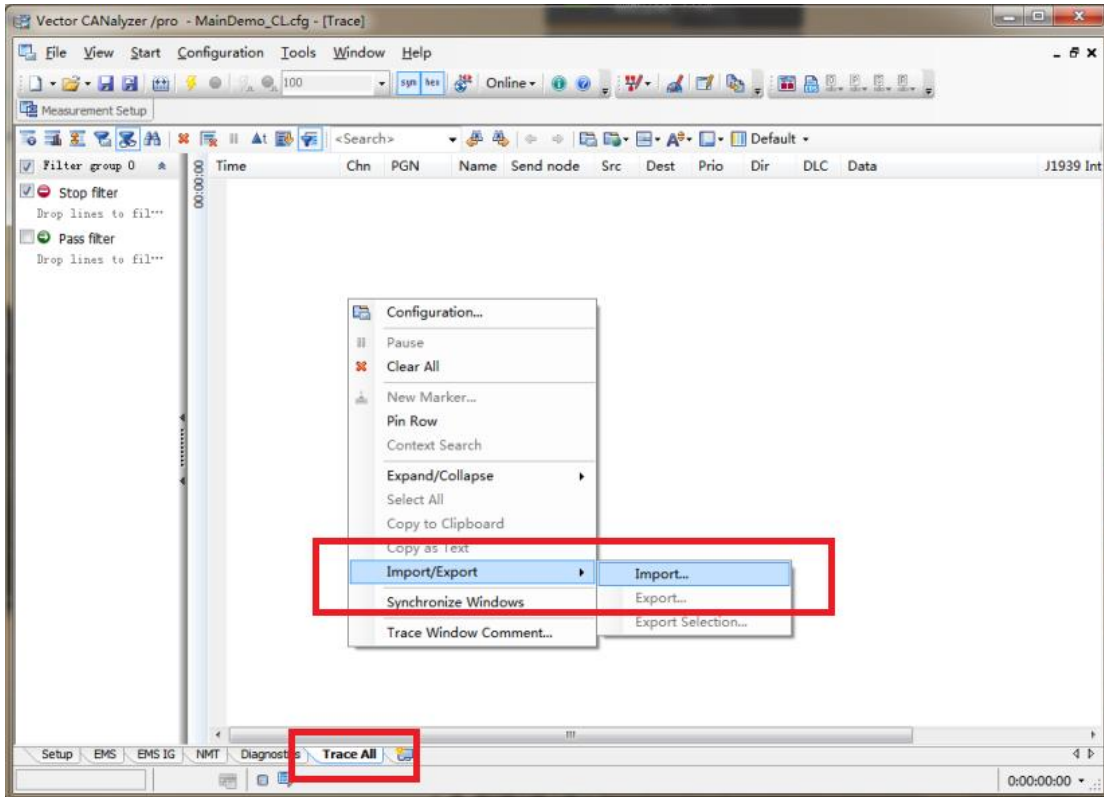 Vector CANalyzer /pro - MainDemo_CL.cfg - [Trace]
File View Start Configuration Tools Window Help
100 sym hex Online
Measurement Setup
<Search> Default
Filter group 0
Time Chn PGN Name Send node Src Dest Prio Dir DLC Data J1939 Int
00:00:00
Stop filter
Drop lines to fil…
Pass filter
Drop lines to fil…
Configuration...
Pause
Clear All
New Marker...
Pin Row
Context Search
Expand/Collapse
Select All
Copy to Clipboard
Copy as Text
Import/Export
Import...
Synchronize Windows
Export...
Export Selection...
Trace Window Comment...
Setup EMS EMS IG NMT Diagnostics Trace All
0:00:00:00